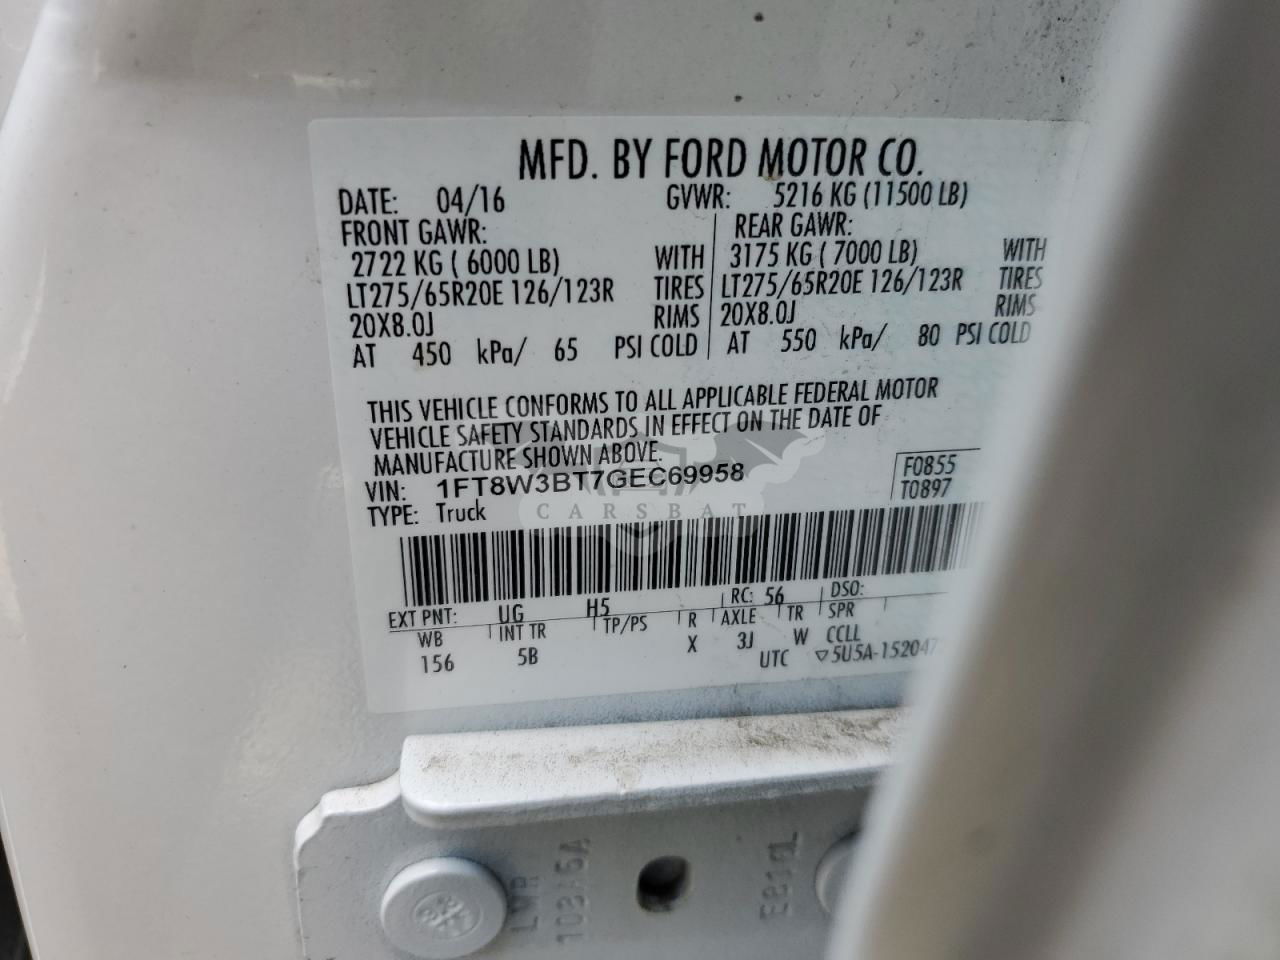 MFD. BY FORD MOTOR CO.
DATE: 04/16 GVWR: 5216 KG (11500 LB)
FRONT GAWR: REAR GAWR:
2722 KG ( 6000 LB) WITH 3175 KG ( 7000 LB) WITH
LT275/65R20E 126/123R TIRES LT275/65R20E 126/123R TIRES
20X8.0J RIMS 20X8.0J RIMS
AT 450 kPa/ 65 PSI COLD AT 550 kPa/ 80 PSI COLD
THIS VEHICLE CONFORMS TO ALL APPLICABLE FEDERAL MOTOR
VEHICLE SAFETY STANDARDS IN EFFECT ON THE DATE OF
MANUFACTURE SHOWN ABOVE.
VIN: 1FT8W3BT7GEC69958 F0855
TYPE: Truck T0897
CARSBAT
EXT PNT: UG H5 RC: 56 DSO:
WB INT TR TP/PS R AXLE TR SPR
156 5B X 3J W CCLL
UTC ▽5U5A-15204
LWR
102A6A